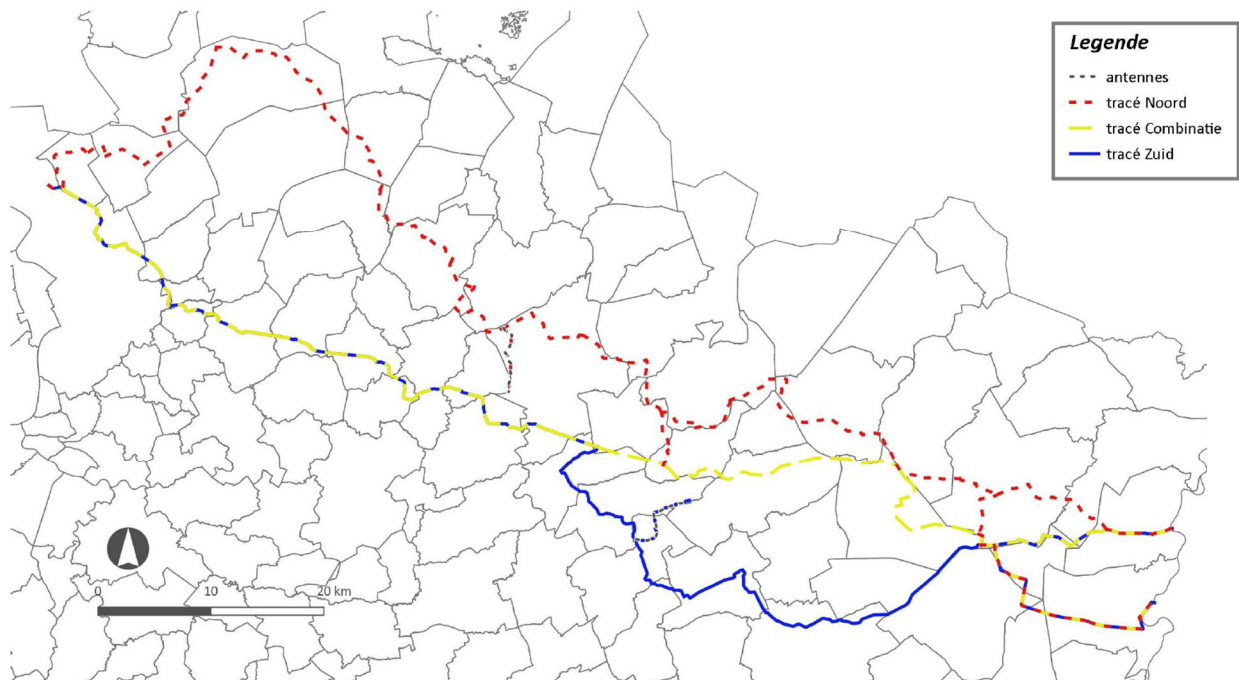 Legende
antennes
tracé Noord
tracé Combinatie
tracé Zuid
0 10 20 km